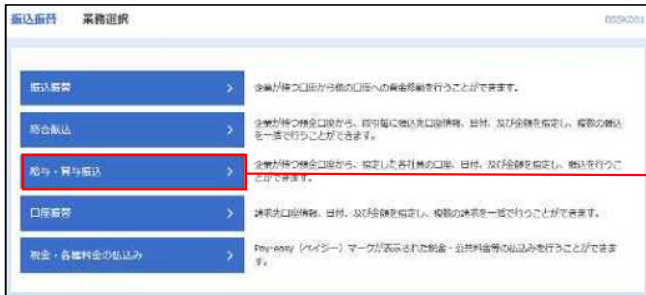 振込振替 業務選択 BSSK001
振込振替 企業が持つ口座から他の口座への資金移動を行うことができます。
総合振込 企業が持つ預金口座から、取引毎に振込先口座情報、日付、及び金額を指定し、複数の振込
を一括で行うことができます。
給与・賞与振込 企業が持つ預金口座から、指定した各社員の口座、日付、及び金額を指定し、振込を行うこ
とができます。
口座振替 請求先口座情報、日付、及び金額を指定し、複数の請求を一括で行うことができます。
税金・各種料金の払込み Pay-easy（ペイジー）マークが表示された税金・公共料金等の払込みを行うことができま
す。